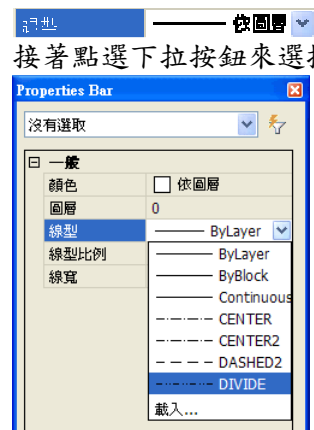 線型 依圖層
接著點選下拉按鈕來選
Properties Bar
沒有選取
一般
顏色 依圖層
圖層 0
線型 ByLayer
線型比例 ByLayer
線寬 ByBlock
Continuous
CENTER
CENTER2
DASHED2
DIVIDE
載入...